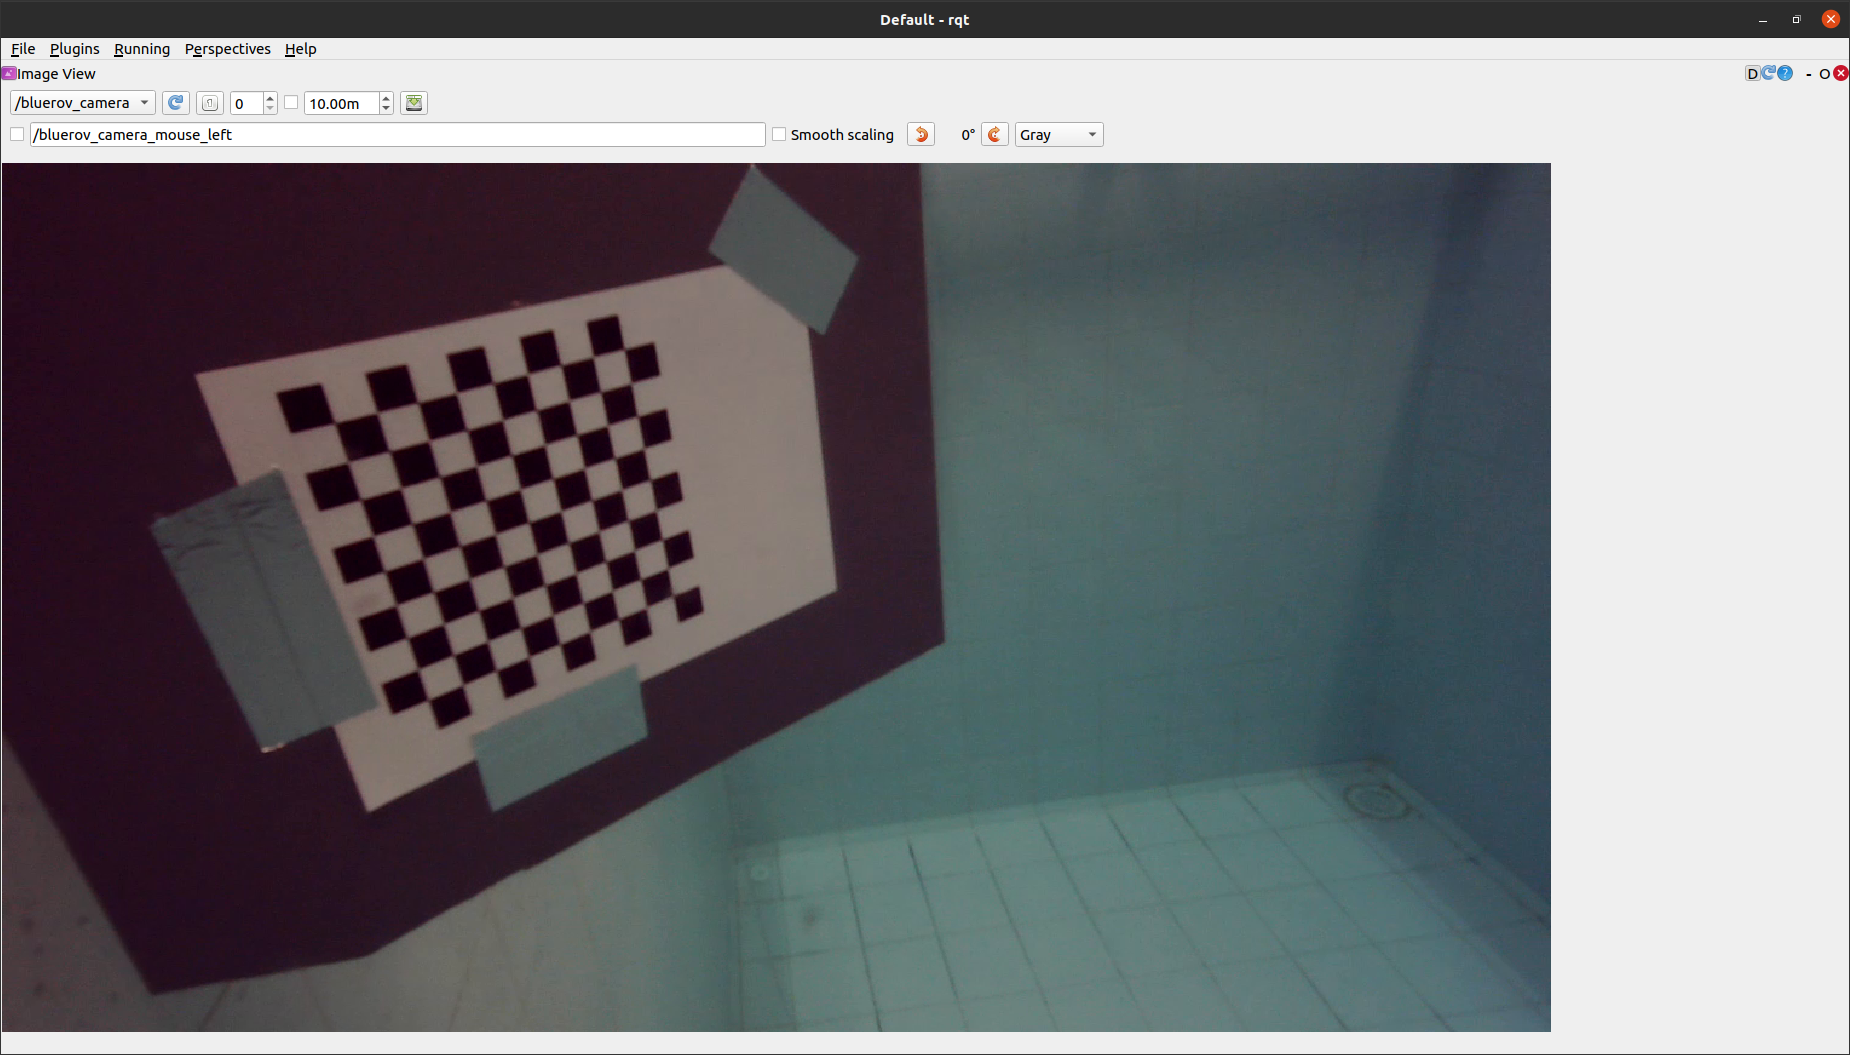 Default - rqt
File Plugins Running Perspectives Help
Image View D ? - O
/bluerov_camera 0 10.00m
/bluerov_camera_mouse_left Smooth scaling 0° Gray